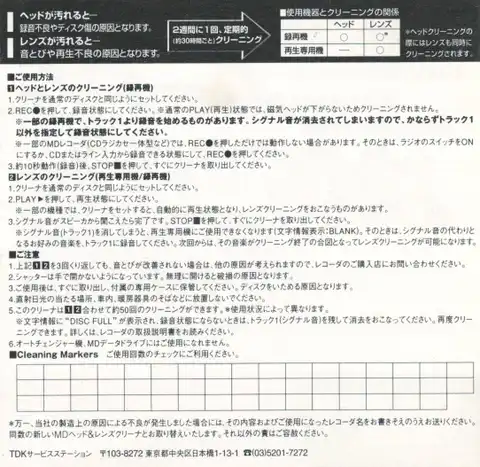 ヘッドが汚れると―
録音不良やディスク傷の原因となります。
レンズが汚れると―
音とびや再生不良の原因となります。
2週間に1回、定期的
(約30時間ごと)クリーニング
■使用機器とクリーニングの関係
ヘッド レンズ
録再機 ○ ○*
再生専用機 ― ○
*ヘッドクリーニングの
際にはレンズも同時に
クリーニングされます。
■ご使用方法
1ヘッドとレンズのクリーニング(録再機)
1.クリーナを通常のディスクと同じようにセットしてください。
2.REC●を押して、録音状態にしてください。※通常のPLAY(再生)状態では、磁気ヘッドが下がらないためクリーニングされません。
※一部の録再機で、トラック1より録音を始めるものがあります。シグナル音が消去されてしまいますので、かならずトラック1
以外を指定して録音状態にしてください。
※一部のMDレコーダ(CDラジカセ一体型など)では、REC●を押しただけでは動作しない場合があります。そのときは、ラジオのスイッチをON
にするか、CDまたはライン入力から録音できる状態にして、REC●を押してください。
3.約10秒動作(録音)後、STOP■を押して、すぐにクリーナを取り出してください。
2レンズのクリーニング(再生専用機/録再機)
1.クリーナを通常のディスクと同じようにセットしてください。
2.PLAY▶を押して、再生状態にしてください。
※一部の機種では、クリーナをセットすると、自動的に再生状態となり、レンズクリーニングをおこなうものがあります。
3.シグナル音がスピーカから聞こえたら完了です。STOP■を押して、すぐにクリーナを取り出してください。
※シグナル音(トラック1)を消してしまうと、再生専用機にご使用できなくなります(文字情報表示:BLANK)。そのときは、シグナル音の代わりと
なるお好みの音楽を、トラック1に録音してください。次回からは、その音楽がクリーニング終了の合図となってレンズクリーニングが可能になります。
■ご注意
1.上記12を3回くり返しても、音とびが改善されない場合は、他の原因が考えられますので、レコーダのご購入店にお問い合わせください。
2.シャッターは手で開かないようになっています。無理に開けると破損の原因となります。
3.ご使用後は、すぐに取り出し、付属の専用ケースに保管してください。ディスクをいためる原因となります。
4.直射日光の当たる場所、車内、暖房器具のそばなどに放置しないでください。
5.このクリーナは12合わせて約50回のクリーニングができます。*使用状況によって異なります。
※文字情報に“DISC FULL”が表示され、録音状態にならないときは、トラック1(シグナル音)を残して消去をおこなってください。再度クリー
ニングできます。詳しくは、レコーダの取扱説明書をお読みください。
6.オートチェンジャー機、MDデータドライブにはご使用になれません。
■Cleaning Markers ご使用回数のチェックにご利用ください。
*万一、当社の製造上の原因による不良が発生しました場合には、その内容およびご使用になったレコーダ名をお書きそえのうえお送りください。
同数の新しいMDヘッド&レンズクリーナとお取り替えいたします。それ以外の責はご容赦ください。
TDKサービスステーション 〒103-8272 東京都中央区日本橋1-13-1 ☎(03)5201-7272